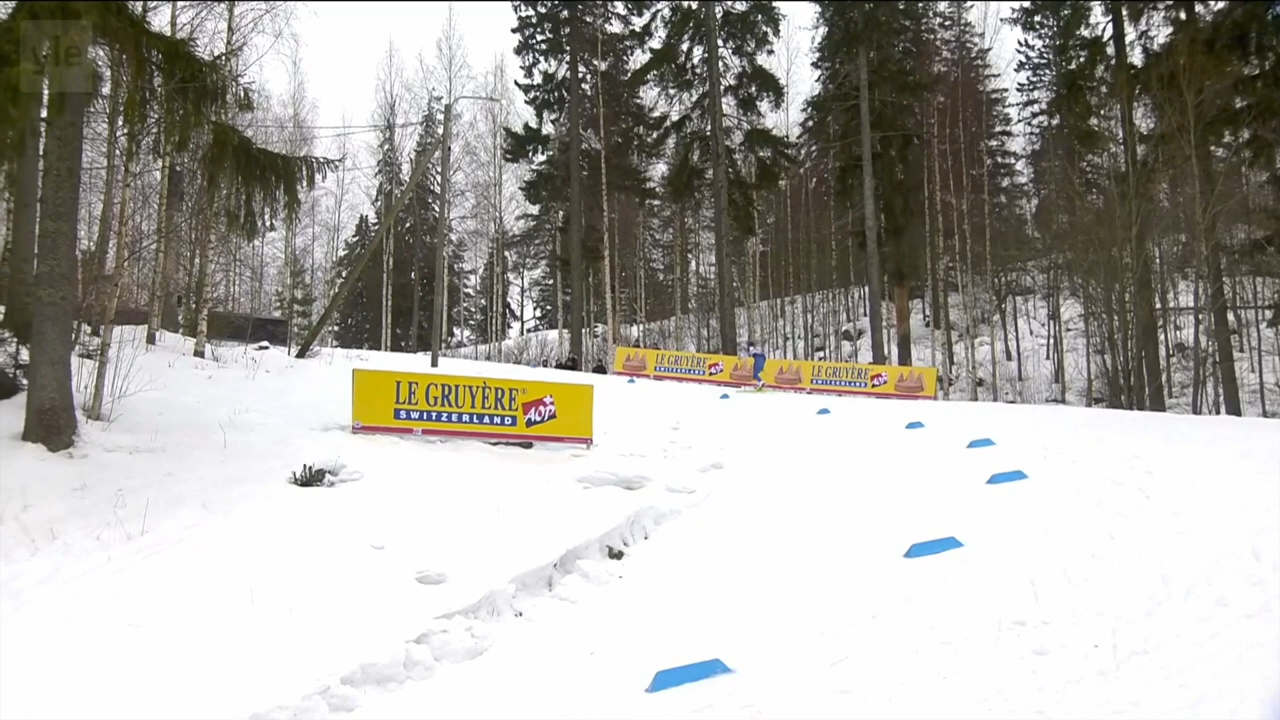 yle
LE GRUYÈRE®
SWITZERLAND
AOP
LE GRUYÈRE
SWITZERLAND
AOP
LE GRUYÈRE
SWITZERLAND
AOP